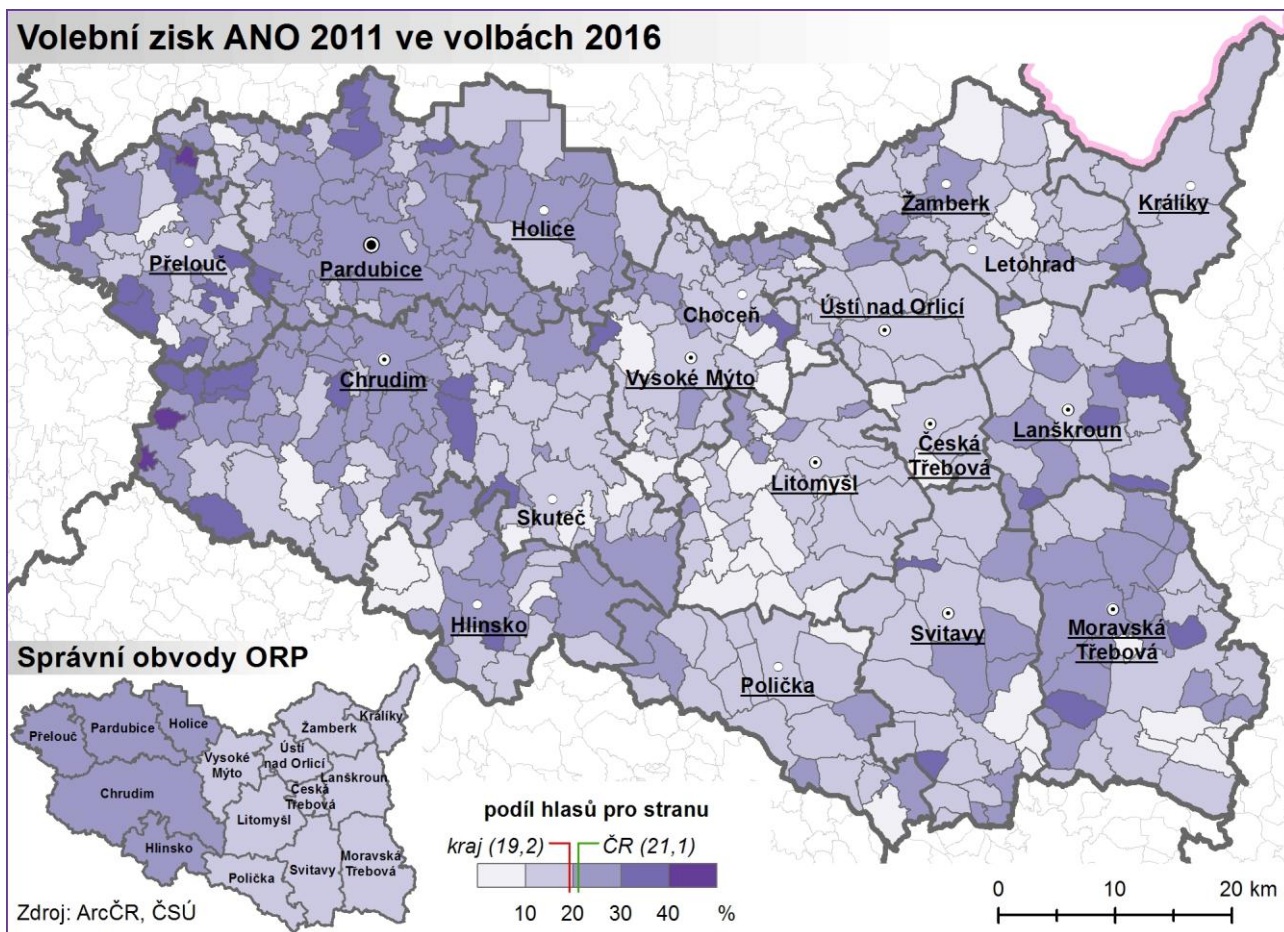 Volební zisk ANO 2011 ve volbách 2016
Žamberk
Králíky
Holice
Přelouč
Pardubice
Letohrad
Choceň
Ústí nad Orlicí
Chrudim
Vysoké Mýto
Česká
Třebová
Lanškroun
Litomyšl
Skuteč
Hlinsko
Svitavy
Moravská
Třebová
Polička
Správní obvody ORP
Králíky
Pardubice
Holice
Žamberk
Přelouč
Ústí
nad Orlicí
Vysoké
Mýto
Lanškroun
Česká
Třebová
Chrudim
Litomyšl
Hlinsko
Moravská
Třebová
Svitavy
Polička
Zdroj: ArcČR, ČSÚ
podíl hlasů pro stranu
kraj (19,2) ČR (21,1)
10 20 30 40 %
0 10 20 km